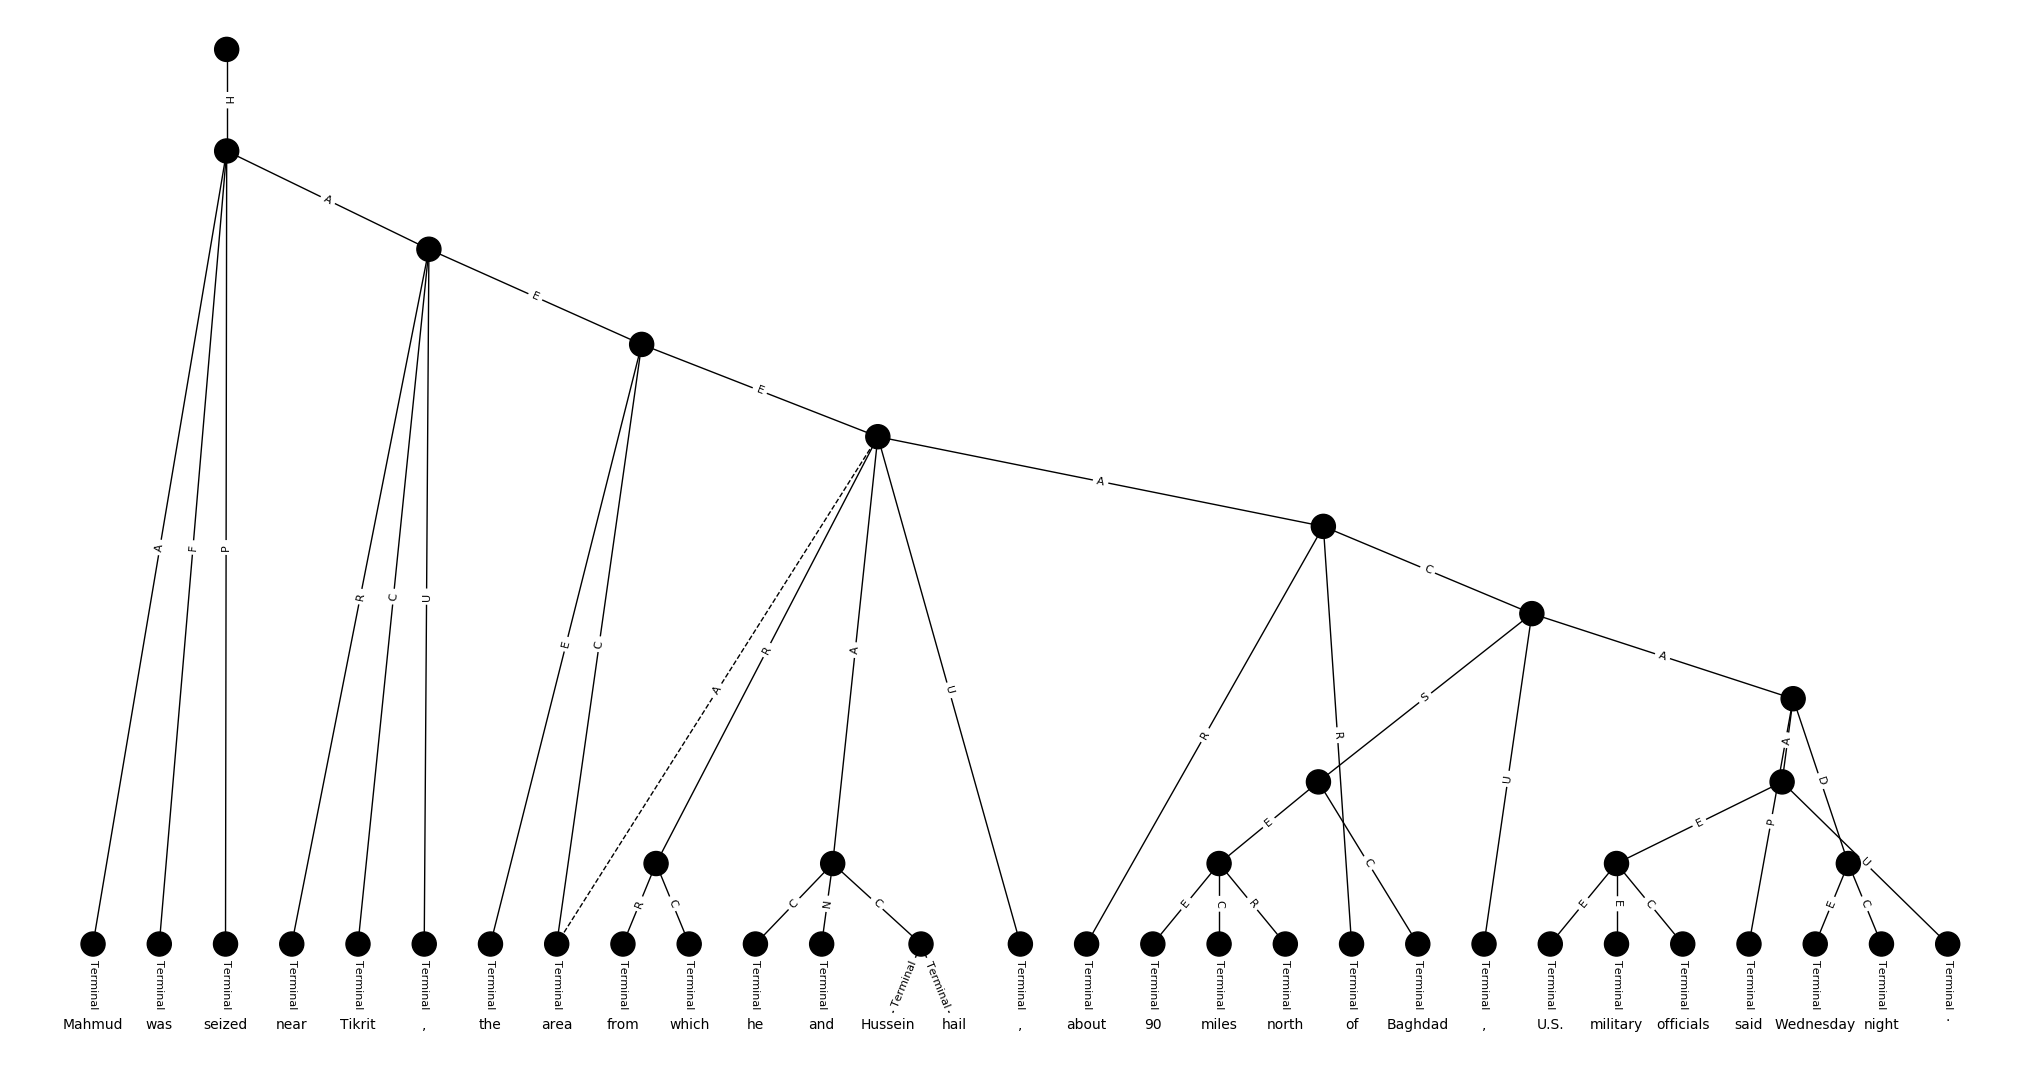 H
A
E
E
A
A F P
R C U
E C
A R A U
C
R R
S U A
A
E C
P D
E U
R C
C N C
E C R
E E C
E C
Terminal Terminal Terminal Terminal Terminal Terminal Terminal Terminal Terminal Terminal Terminal Terminal Terminal Terminal Terminal Terminal Terminal Terminal Terminal Terminal Terminal Terminal Terminal Terminal Terminal Terminal Terminal Terminal Terminal
Mahmud was seized near Tikrit , the area from which he and Hussein hail , about 90 miles north of Baghdad , U.S. military officials said Wednesday night .